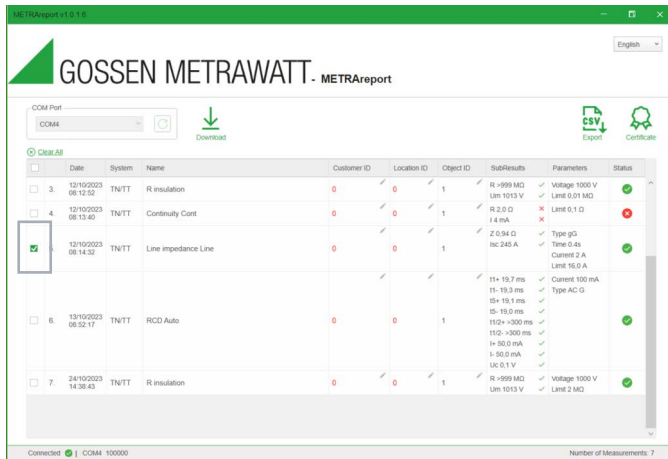 METRAreport v1.0.1.6
English
GOSSEN METRAWATT - METRAreport
COM Port
COM4
Download
CSV
Export
Certificate
Clear All
Date System Name Customer ID Location ID Object ID SubResults Parameters Status
3. 12/10/2023 08:12:52 TN/TT R insulation 0 0 1
R >999 MΩ Voltage 1000 V
Um 1013 V Limit 0,01 MΩ
4. 12/10/2023 08:13:40 TN/TT Continuity Cont 0 0 1
R 2,0 Ω Limit 0,1 Ω
I 4 mA
12/10/2023 08:14:32 TN/TT Line impedance Line 0 0 1
Z 0,94 Ω Type gG
Isc 245 A Time 0.4s
Current 2 A
Limit 16,0 A
6. 13/10/2023 06:52:17 TN/TT RCD Auto 0 0 1
t1+ 19,7 ms Current 100 mA
t1- 19,3 ms Type AC G
t5+ 19,1 ms
t5- 19,0 ms
t1/2+ >300 ms
t1/2- >300 ms
I+ 50,0 mA
I- 50,0 mA
Uc 0,1 V
7. 24/10/2023 14:38:43 TN/TT R insulation 0 0 1
R >999 MΩ Voltage 1000 V
Um 1013 V Limit 2 MΩ
Connected | COM4 100000
Number of Measurements: 7